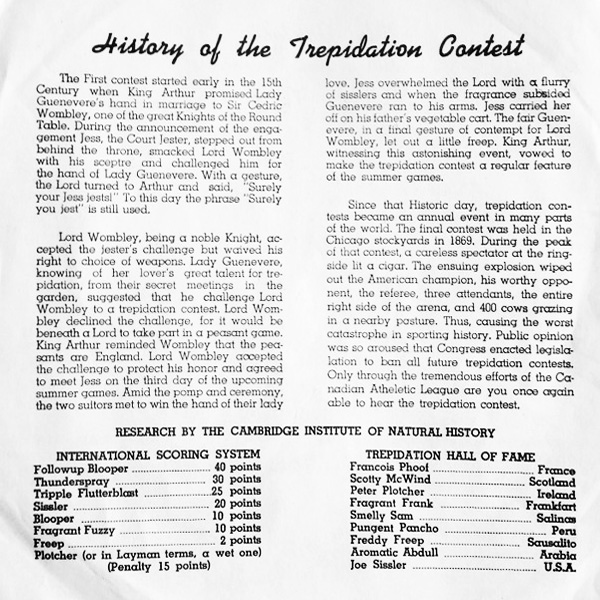 History of the Trepidation Contest
The First contest started early in the 15th
Century when King Arthur promised Lady
Guenevere's hand in marriage to Sir Cedric
Wombley, one of the great Knights of the Round
Table. During the announcement of the enga-
gement Jess, the Court Jester, stepped out from
behind the throne, smacked Lord Wombley
with his sceptre and challenged him for
the hand of Lady Guenevere. With a gesture,
the Lord turned to Arthur and said, "Surely
your Jess jests!" To this day the phrase "Surely
you jest" is still used.
Lord Wombley, being a noble Knight, ac-
cepted the jester's challenge but waived his
right to choice of weapons. Lady Guenevere,
knowing of her lover's great talent for tre-
pidation, from their secret meetings in the
garden, suggested that he challenge Lord
Wombley to a trepidation contest. Lord Wom-
bley declined the challenge, for it would be
beneath a Lord to take part in a peasant game.
King Arthur reminded Wombley that the pea-
sants are England. Lord Wombley accepted
the challenge to protect his honor and agreed
to meet Jess on the third day of the upcoming
summer games. Amid the pomp and ceremony,
the two suitors met to win the hand of their lady
love. Jess overwhelmed the Lord with a flurry
of sisslers and when the fragrance subsided
Guenevere ran to his arms. Jess carried her
off on his father's vegetable cart. The fair Guen-
evere, in a final gesture of contempt for Lord
Wombley, let out a little freep. King Arthur,
witnessing this astonishing event, vowed to
make the trepidation contest a regular feature
of the summer games.
Since that Historic day, trepidation con-
tests became an annual event in many parts
of the world. The final contest was held in the
Chicago stockyards in 1869. During the peak
of that contest, a careless spectator at the ring-
side lit a cigar. The ensuing explosion wiped
out the American champion, his worthy oppo-
nent, the referee, three attendants, the entire
right side of the arena, and 400 cows grazing
in a nearby pasture. Thus, causing the worst
catastrophe in sporting history. Public opinion
was so aroused that Congress enacted legisla-
lation to ban all future trepidation contests.
Only through the tremendous efforts of the Ca-
nadian Atheletic League are you once again
able to hear the trepidation contest.
RESEARCH BY THE CAMBRIDGE INSTITUTE OF NATURAL HISTORY
INTERNATIONAL SCORING SYSTEM
Followup Blooper ........ 40 points
Thunderspray ........ 30 points
Tripple Flutterblast ........ 25 points
Sissler ........ 20 points
Blooper ........ 10 points
Fragrant Fuzzy ........ 10 points
Freep ........ 2 points
Plotcher (or in Layman terms, a wet one)
(Penalty 15 points)
TREPIDATION HALL OF FAME
Francois Phoof ........ France
Scotty McWind ........ Scotland
Peter Plotcher ........ Ireland
Fragrant Frank ........ Frankfart
Smelly Sam ........ Salinas
Pungent Pancho ........ Peru
Freddy Freep ........ Sausalito
Aromatic Abdull ........ Arabia
Joe Sissler ........ U.S.A.